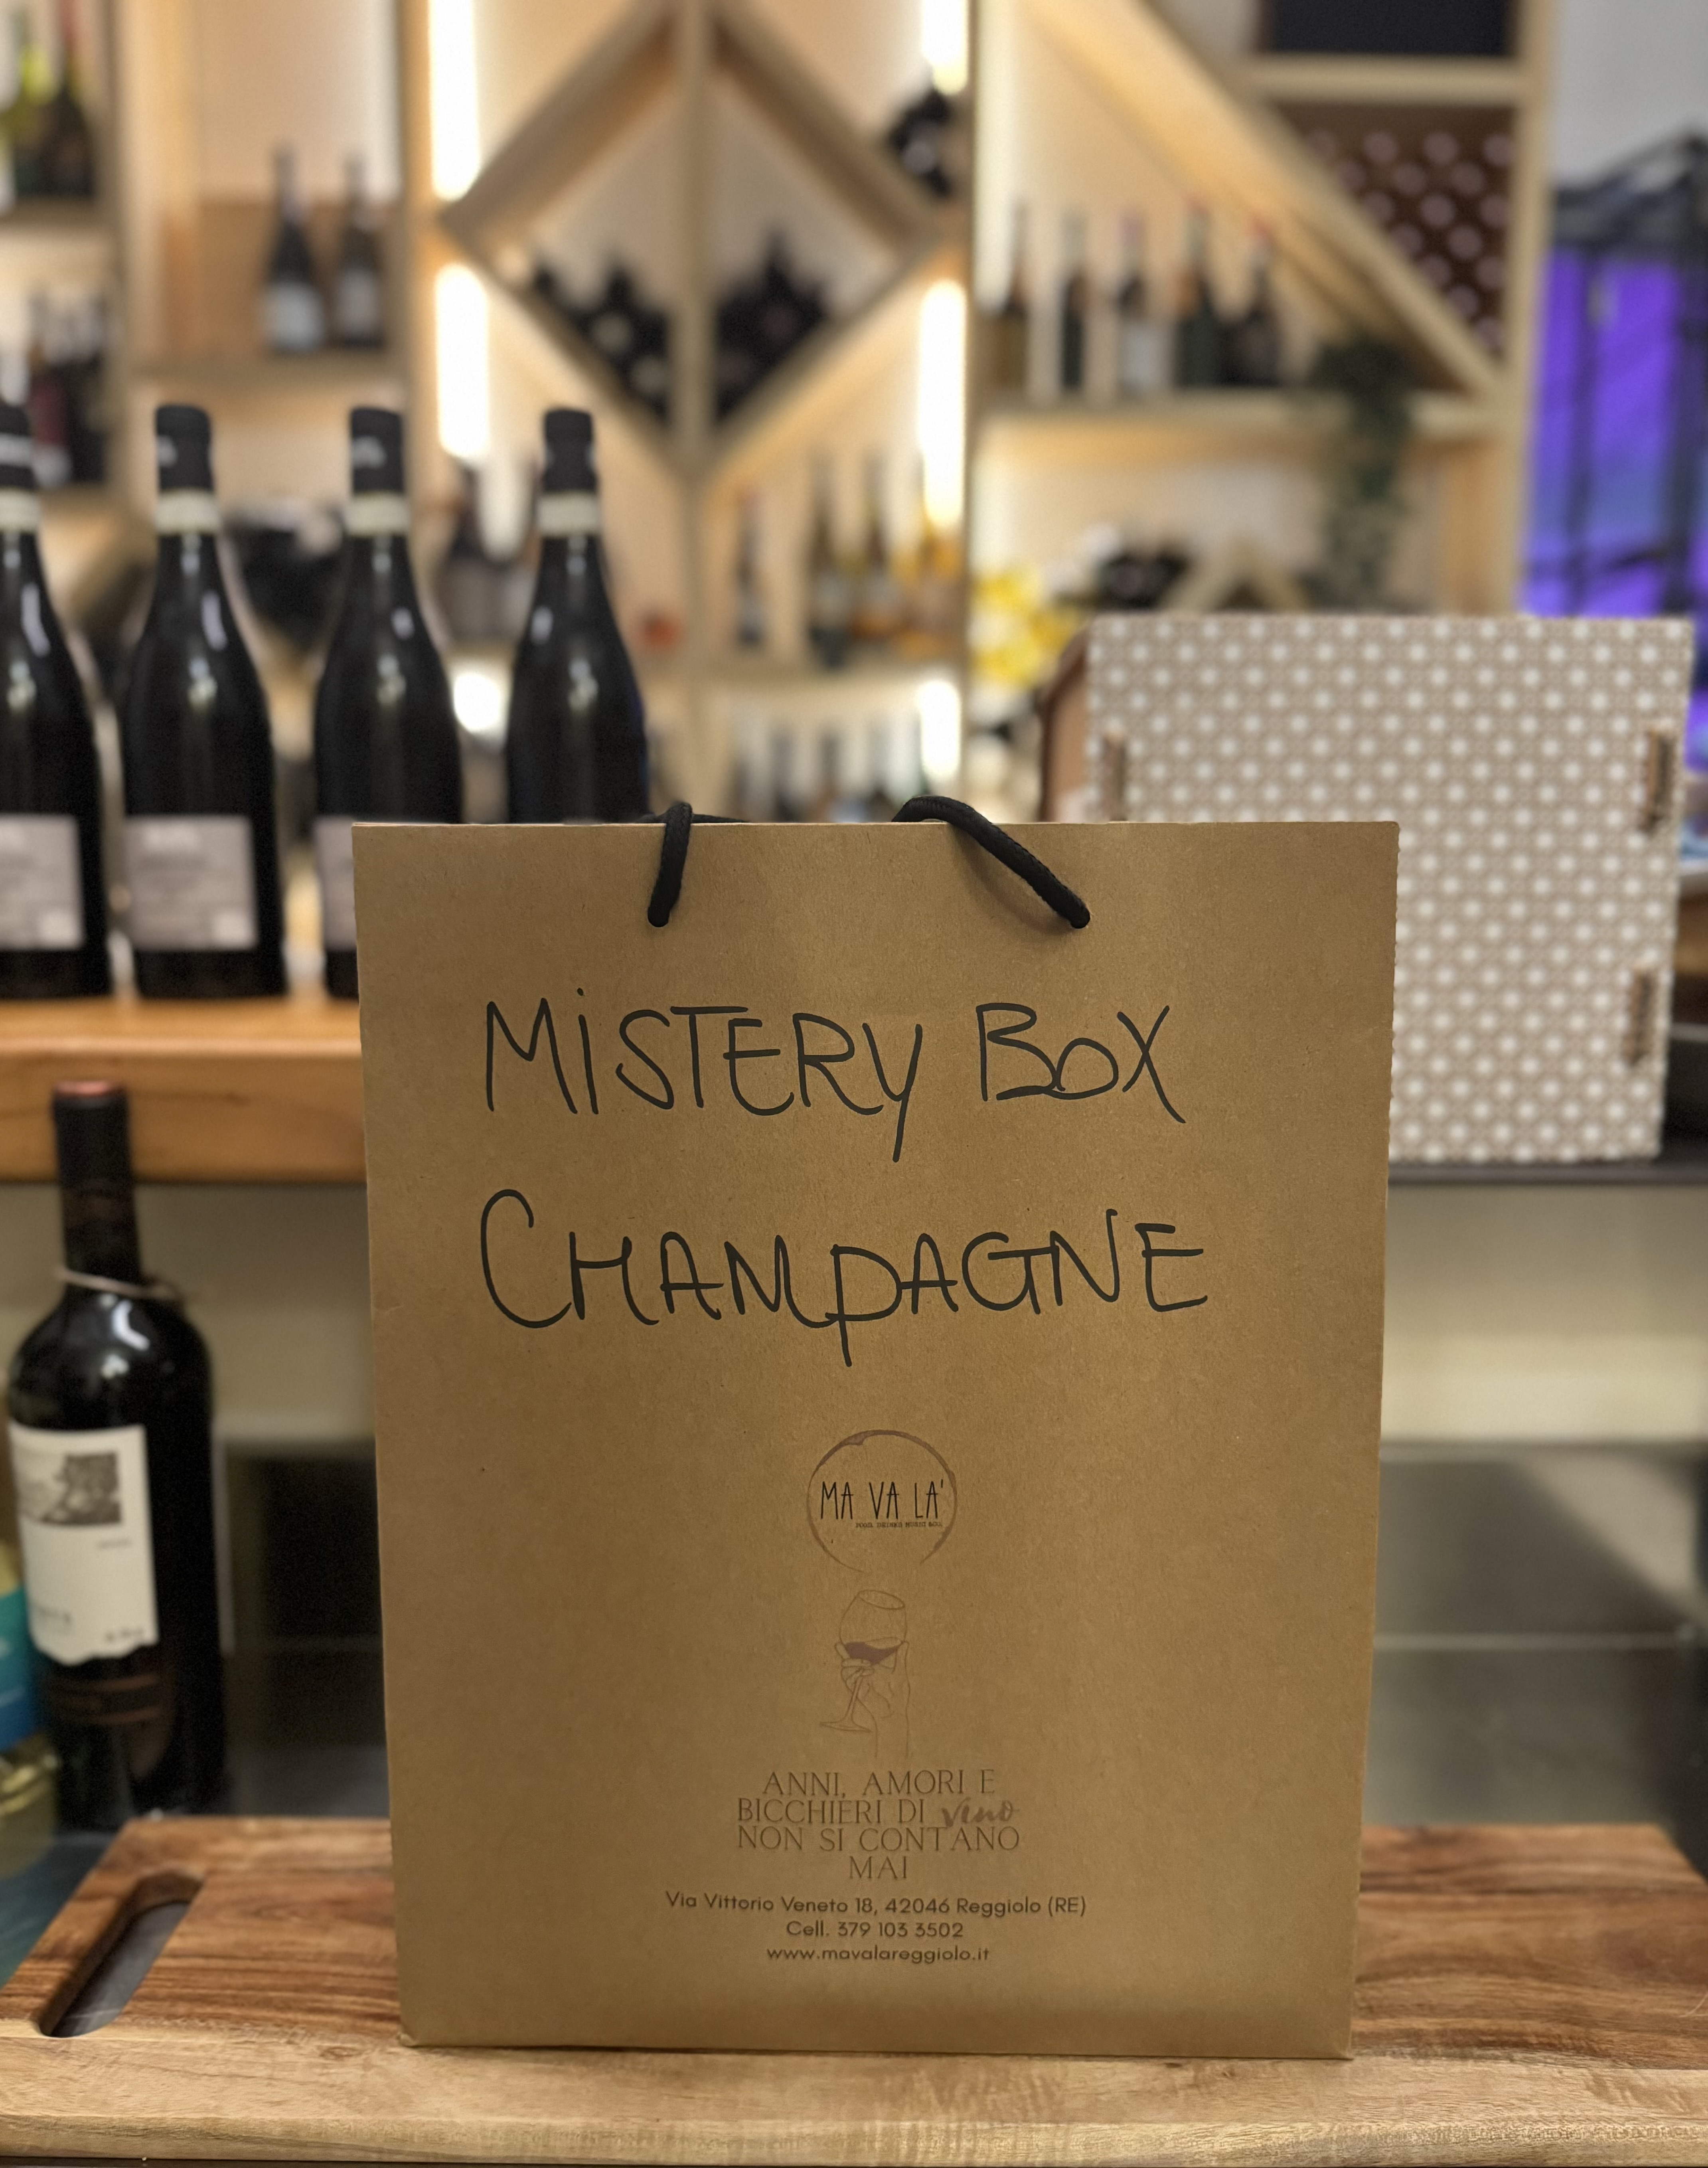 MiSTERY BOX
CHAMPAGNE
MA VA LA'
ANNI, AMORI E
BICCHIERI DI vino
NON SI CONTANO
MAI
Via Vittorio Veneto 18, 42046 Reggiolo (RE)
Cell. 379 103 3502
www.mavalareggiolo.it